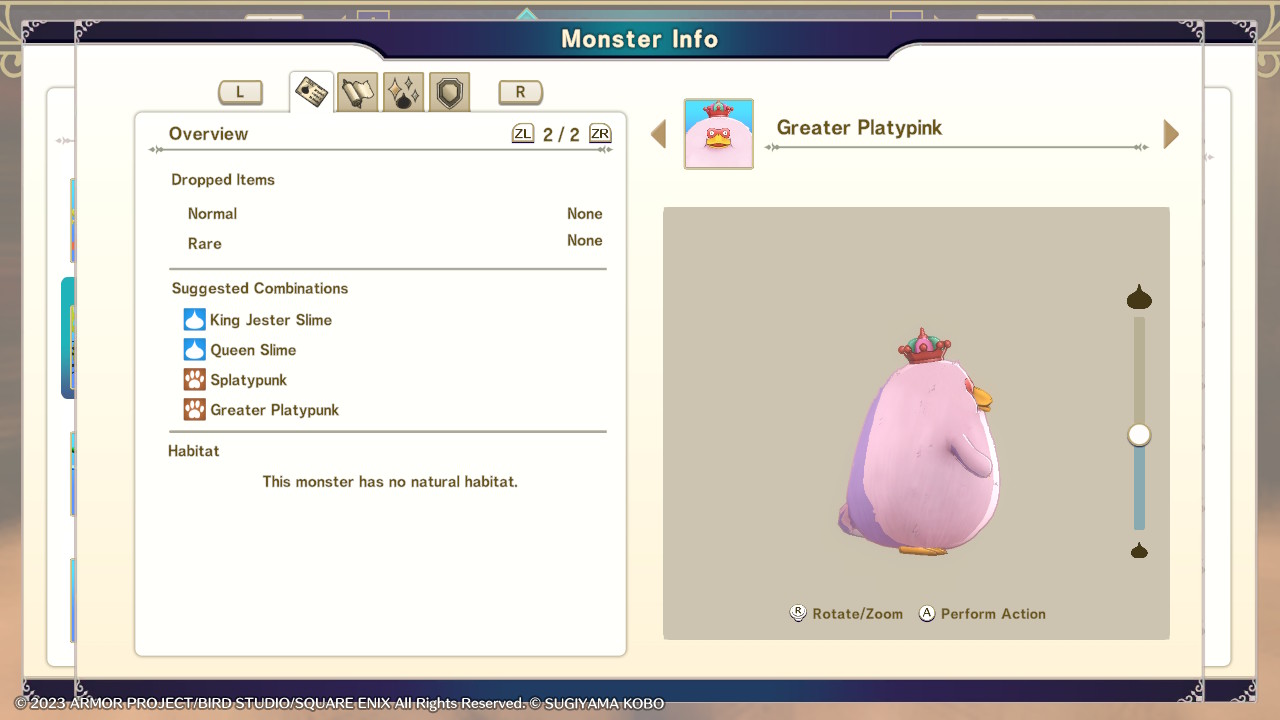 Monster Info
L
R
Overview
ZL 2 / 2 ZR
Dropped Items
Normal None
Rare None
Suggested Combinations
King Jester Slime
Queen Slime
Splatypunk
Greater Platypunk
Habitat
This monster has no natural habitat.
Greater Platypink
R Rotate/Zoom A Perform Action
© 2023 ARMOR PROJECT/BIRD STUDIO/SQUARE ENIX All Rights Reserved. © SUGIYAMA KOBO